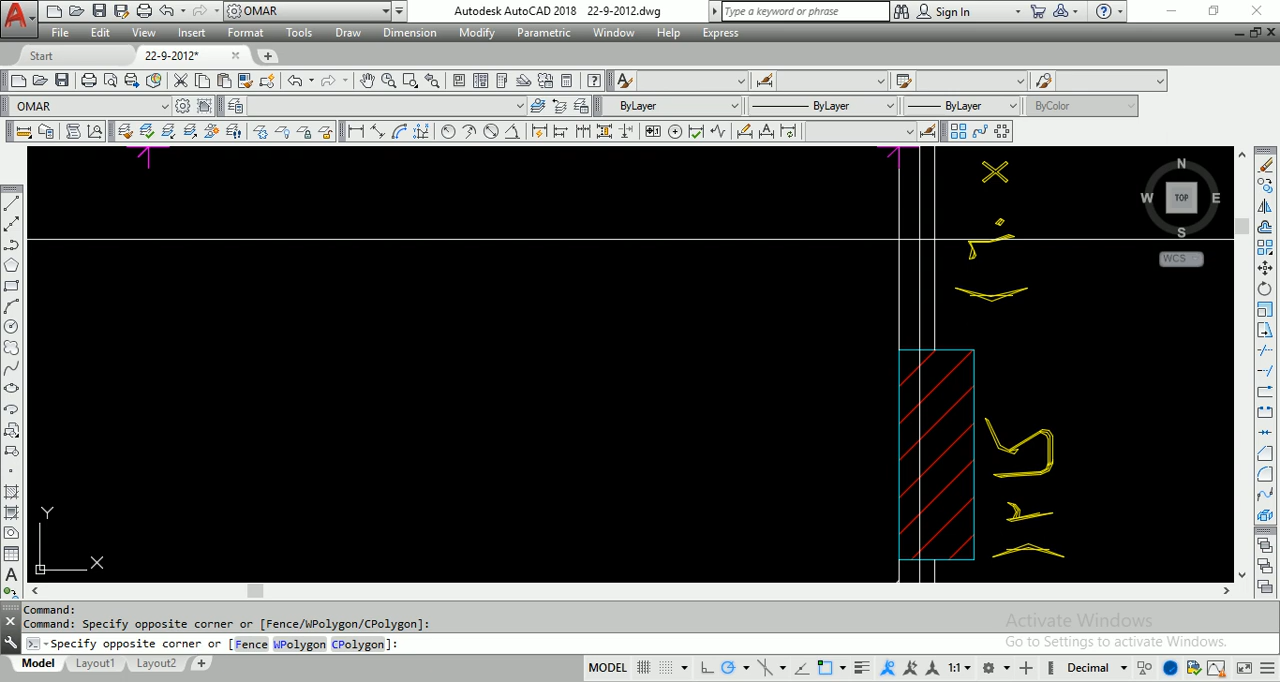 OMAR
Autodesk AutoCAD 2018 22-9-2012.dwg
Type a keyword or phrase
Sign In
File Edit View Insert Format Tools Draw Dimension Modify Parametric Window Help Express
Start 22-9-2012*
OMAR ByLayer ByLayer ByLayer ByColor
N
W TOP E
S
WCS
Y
X
Command:
Command: Specify opposite corner or [Fence/WPolygon/CPolygon]:
Specify opposite corner or [Fence WPolygon CPolygon]:
Activate Windows
Go to Settings to activate Windows.
Model Layout1 Layout2
MODEL 1:1 Decimal